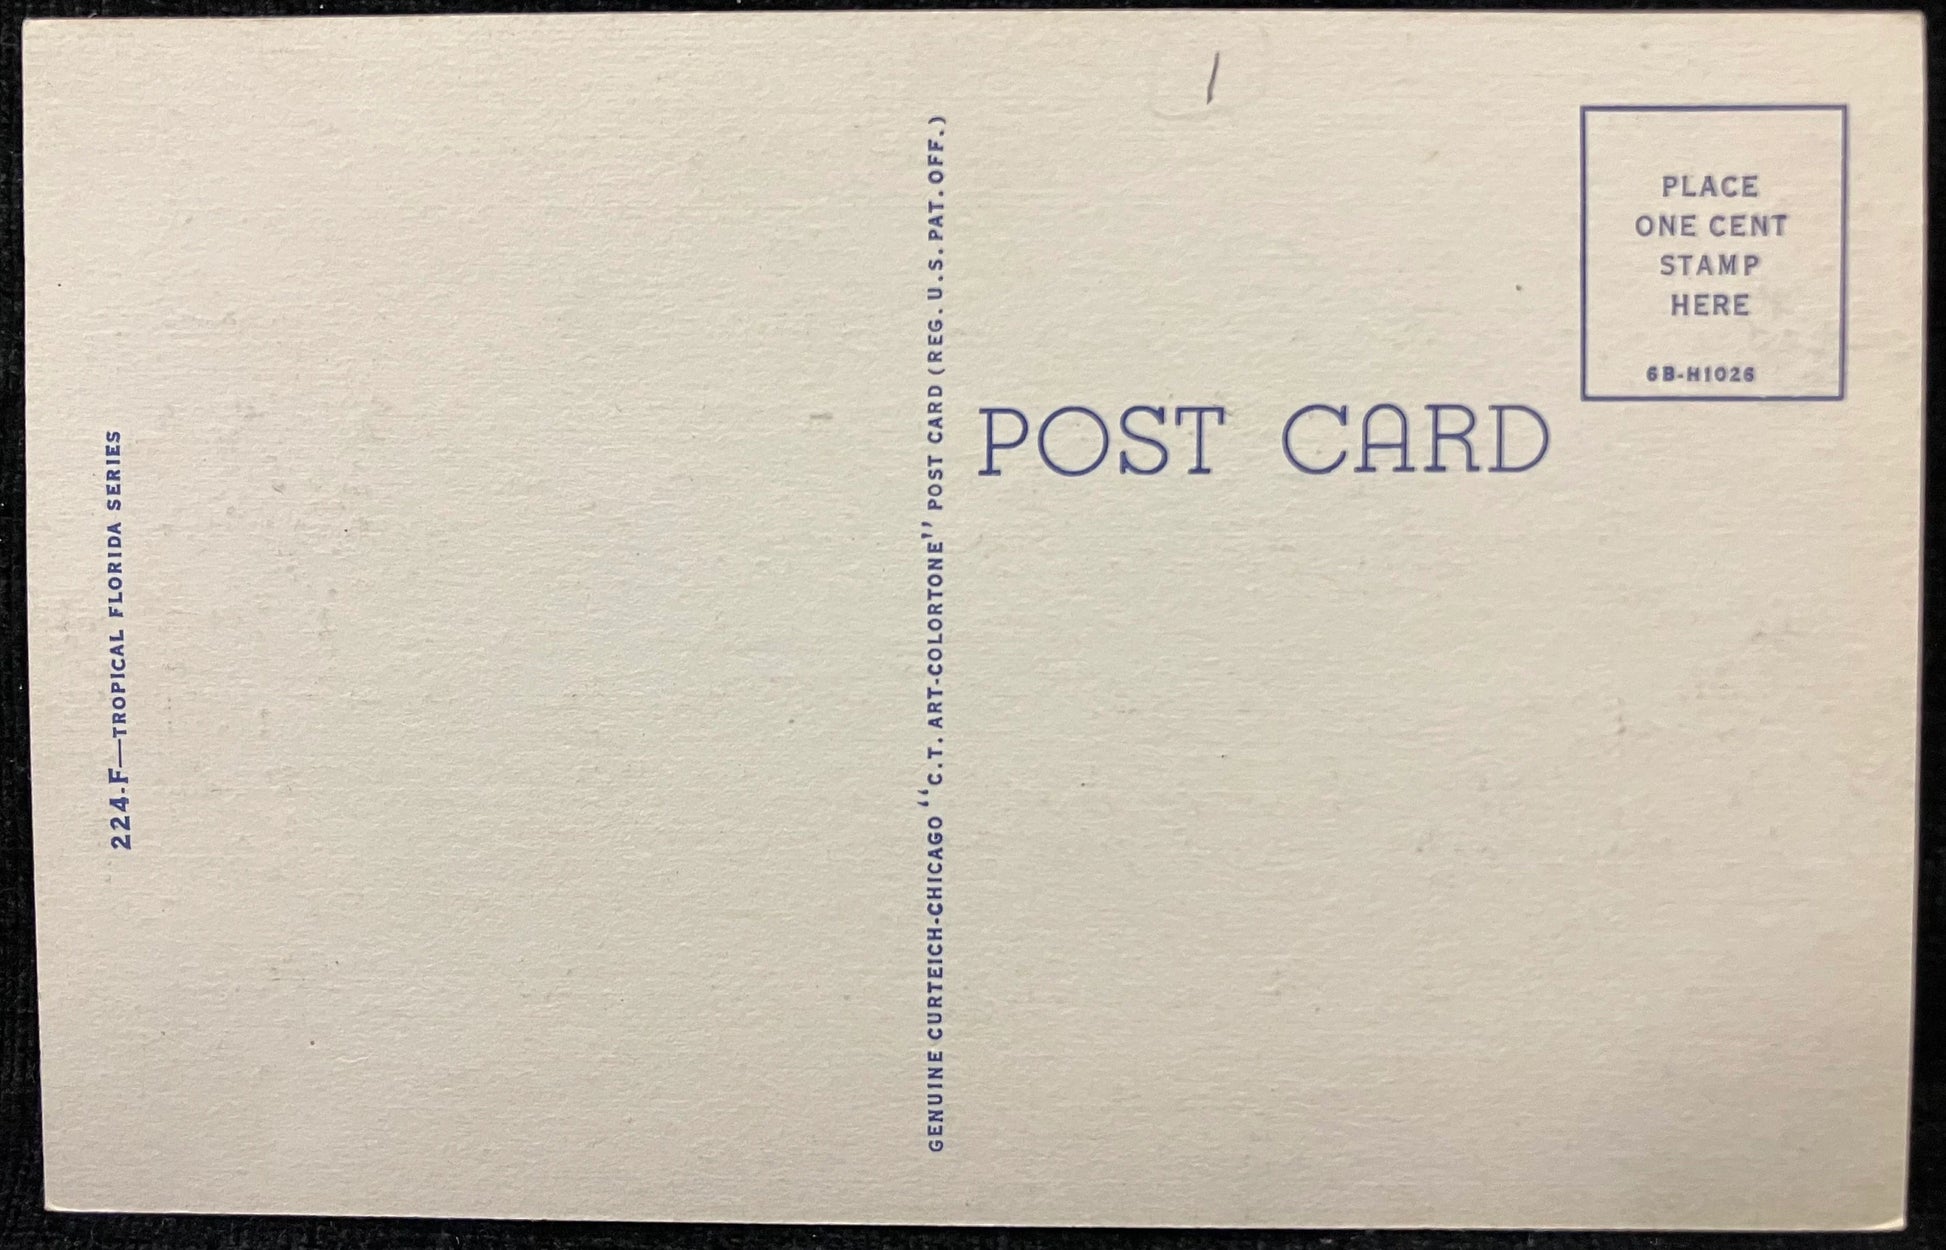 224-F—TROPICAL FLORIDA SERIES
GENUINE CURTEICH-CHICAGO "C.T. ART-COLORTONE" POST CARD (REG. U.S. PAT. OFF.)
/
POST CARD
PLACE
ONE CENT
STAMP
HERE
6B-H1026